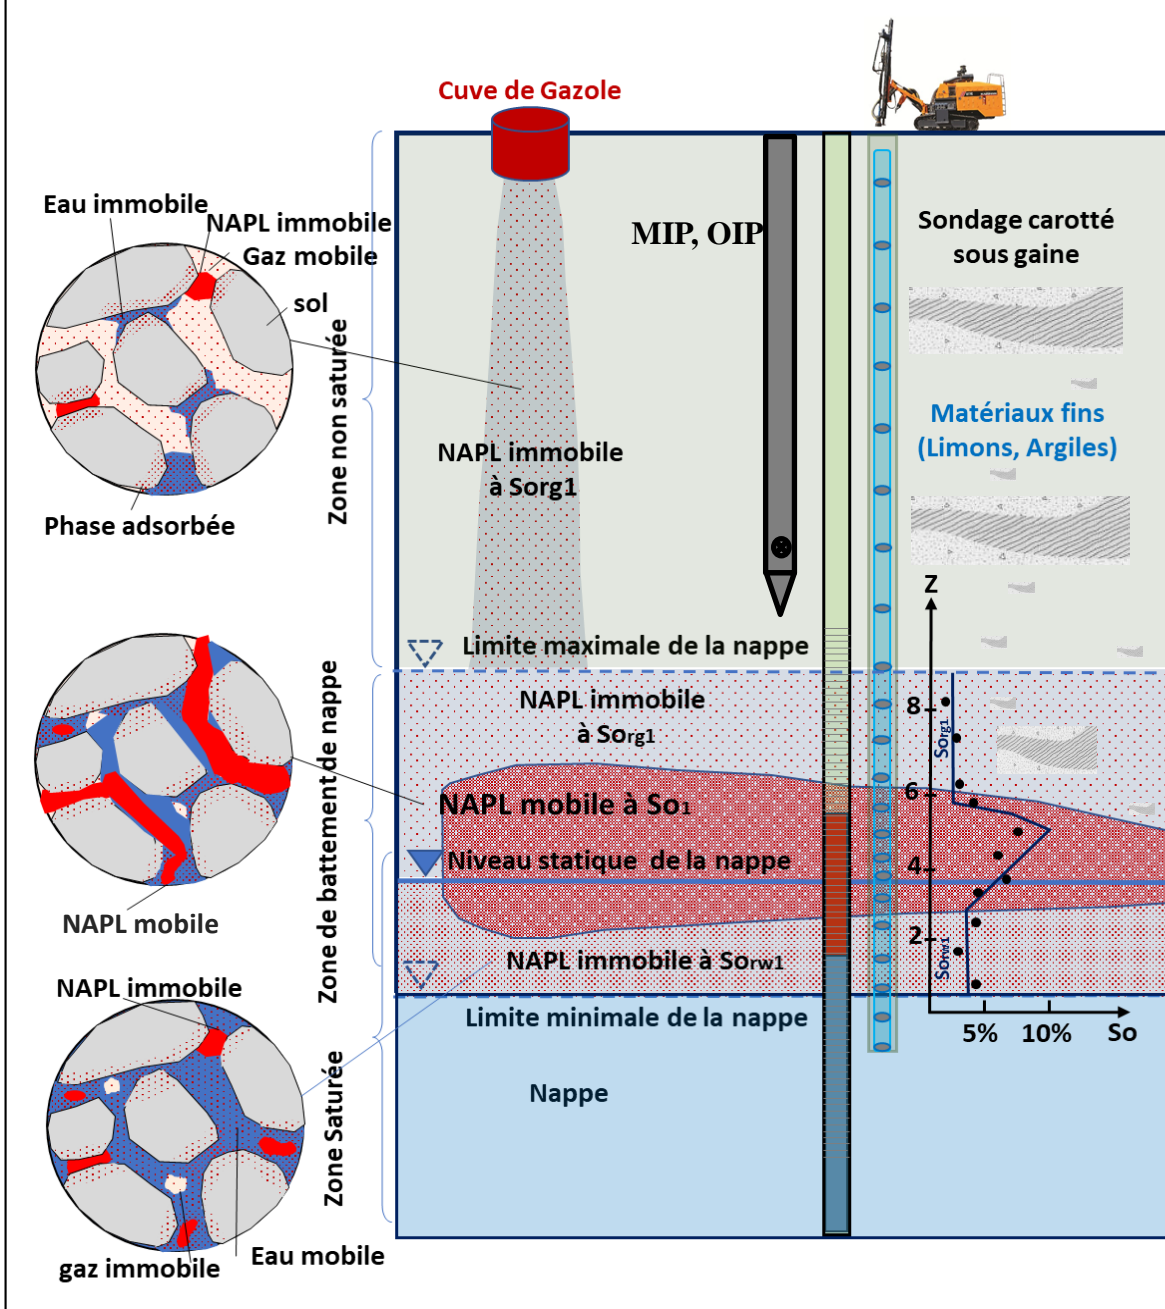 Cuve de Gazole
Eau immobile
NAPL immobile
Gaz mobile
sol
Phase adsorbée
Zone non saturée
MIP, OIP
Sondage carotté
sous gaine
Matériaux fins
(Limons, Argiles)
NAPL immobile
à Sorg1
Limite maximale de la nappe
NAPL immobile
à Sorg1
NAPL mobile à So1
Niveau statique de la nappe
NAPL immobile à Sorw1
Limite minimale de la nappe
Nappe
Zone de battement de nappe
NAPL mobile
NAPL immobile
Zone Saturée
Eau mobile
gaz immobile
Z
8
6
4
2
Sorg1
Sorw1
5% 10% So